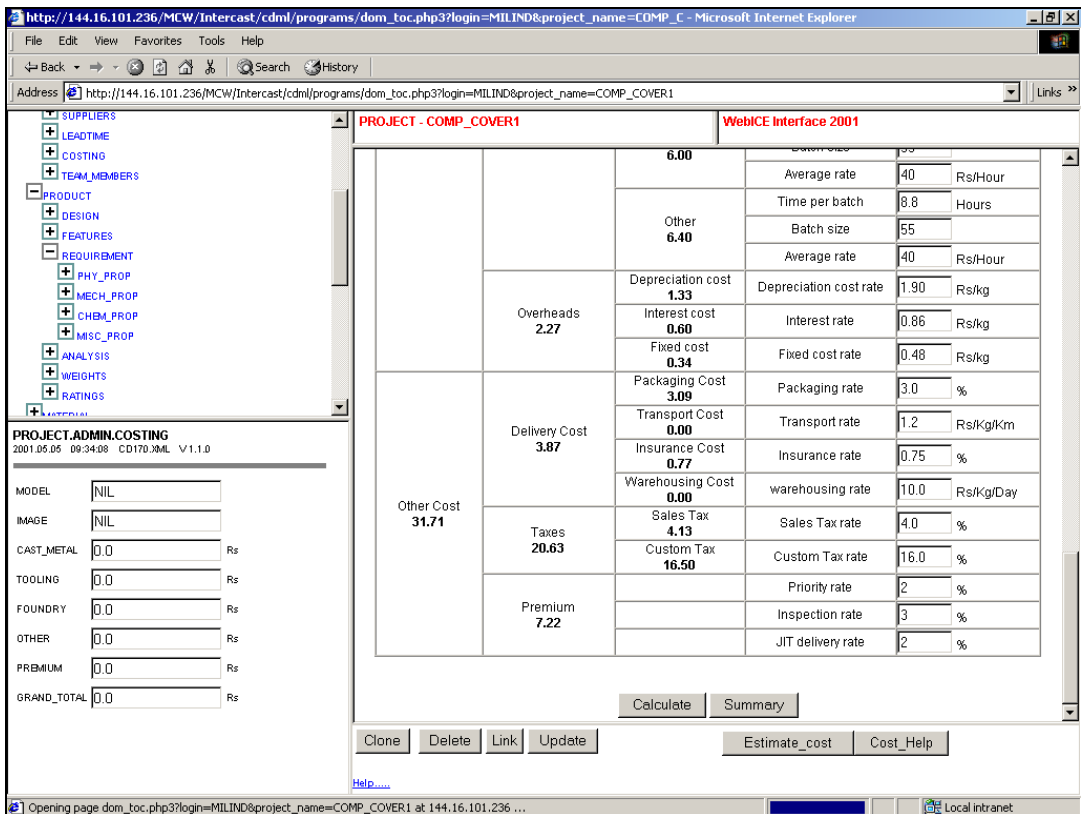 http://144.16.101.236/MCW/Intercast/cdml/programs/dom_toc.php3?login=MILIND&project_name=COMP_C - Microsoft Internet Explorer
File Edit View Favorites Tools Help
Back Search History
Address http://144.16.101.236/MCW/Intercast/cdml/programs/dom_toc.php3?login=MILIND&project_name=COMP_COVER1 Links »
SUPPLIERS
LEADTIME
COSTING
TEAM_MEMBERS
PRODUCT
DESIGN
FEATURES
REQUIREMENT
PHY_PROP
MECH_PROP
CHEM_PROP
MISC_PROP
ANALYSIS
WEIGHTS
RATINGS
MATERIAL
PROJECT.ADMIN.COSTING
2001.05.05 09:34:08 CD170.XML V1.1.0
MODEL NIL
IMAGE NIL
CAST_METAL 0.0 Rs
TOOLING 0.0 Rs
FOUNDRY 0.0 Rs
OTHER 0.0 Rs
PREMIUM 0.0 Rs
GRAND_TOTAL 0.0 Rs
PROJECT - COMP_COVER1 WebICE Interface 2001
6.00 Batch size 55
Average rate 40 Rs/Hour
Time per batch 8.8 Hours
Other
6.40
Batch size 55
Average rate 40 Rs/Hour
Overheads
2.27
Depreciation cost
1.33
Depreciation cost rate 1.90 Rs/kg
Interest cost
0.60
Interest rate 0.86 Rs/kg
Fixed cost
0.34
Fixed cost rate 0.48 Rs/kg
Other Cost
31.71
Delivery Cost
3.87
Packaging Cost
3.09
Packaging rate 3.0 %
Transport Cost
0.00
Transport rate 1.2 Rs/Kg/Km
Insurance Cost
0.77
Insurance rate 0.75 %
Warehousing Cost
0.00
warehousing rate 10.0 Rs/Kg/Day
Taxes
20.63
Sales Tax
4.13
Sales Tax rate 4.0 %
Custom Tax
16.50
Custom Tax rate 16.0 %
Premium
7.22
Priority rate 2 %
Inspection rate 3 %
JIT delivery rate 2 %
Calculate Summary
Clone Delete Link Update Estimate_cost Cost_Help
Help.....
Opening page dom_toc.php3?login=MILIND&project_name=COMP_COVER1 at 144.16.101.236 ... Local intranet